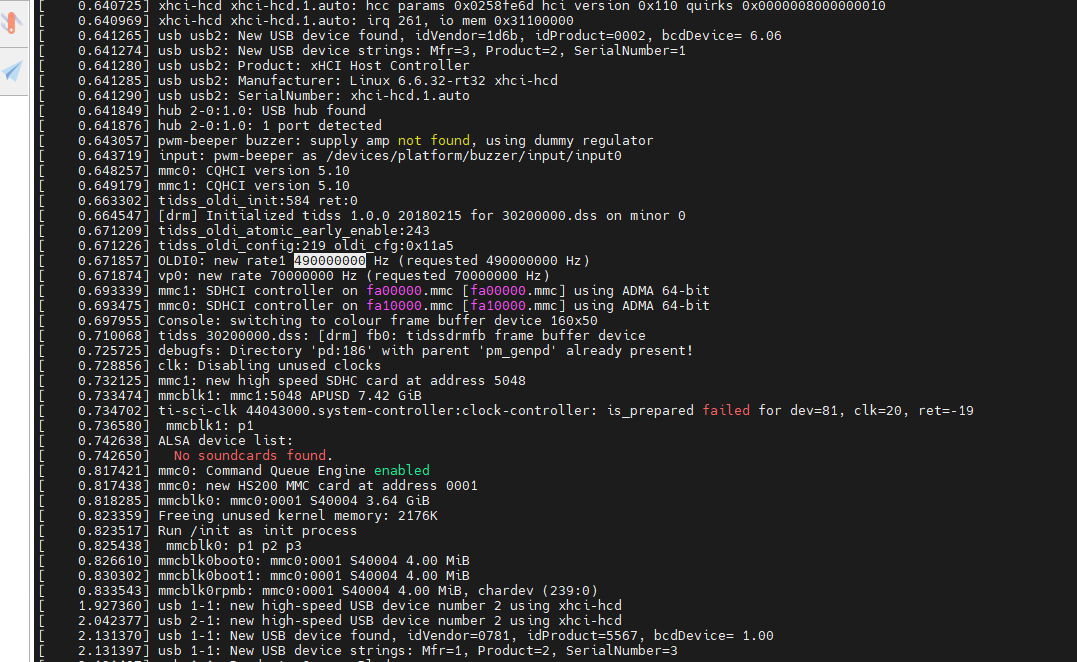 [    0.640725] xhci-hcd xhci-hcd.1.auto: hcc params 0x0258fe6d hci version 0x110 quirks 0x0000008000000010
[    0.640969] xhci-hcd xhci-hcd.1.auto: irq 261, io mem 0x31100000
[    0.641265] usb usb2: New USB device found, idVendor=1d6b, idProduct=0002, bcdDevice= 6.06
[    0.641274] usb usb2: New USB device strings: Mfr=3, Product=2, SerialNumber=1
[    0.641280] usb usb2: Product: xHCI Host Controller
[    0.641285] usb usb2: Manufacturer: Linux 6.6.32-rt32 xhci-hcd
[    0.641290] usb usb2: SerialNumber: xhci-hcd.1.auto
[    0.641849] hub 2-0:1.0: USB hub found
[    0.641876] hub 2-0:1.0: 1 port detected
[    0.643057] pwm-beeper buzzer: supply amp not found, using dummy regulator
[    0.643719] input: pwm-beeper as /devices/platform/buzzer/input/input0
[    0.648257] mmc0: CQHCI version 5.10
[    0.649179] mmc1: CQHCI version 5.10
[    0.663302] tidss_oldi_init:584 ret:0
[    0.664547] [drm] Initialized tidss 1.0.0 20180215 for 30200000.dss on minor 0
[    0.671209] tidss_oldi_atomic_early_enable:243
[    0.671226] tidss_oldi_config:219 oldi_cfg:0x11a5
[    0.671857] OLDI0: new rate1 490000000 Hz (requested 490000000 Hz)
[    0.671874] vp0: new rate 70000000 Hz (requested 70000000 Hz)
[    0.693339] mmc1: SDHCI controller on fa00000.mmc [fa00000.mmc] using ADMA 64-bit
[    0.693475] mmc0: SDHCI controller on fa10000.mmc [fa10000.mmc] using ADMA 64-bit
[    0.697955] Console: switching to colour frame buffer device 160x50
[    0.710068] tidss 30200000.dss: [drm] fb0: tidssdrmfb frame buffer device
[    0.725725] debugfs: Directory 'pd:186' with parent 'pm_genpd' already present!
[    0.728856] clk: Disabling unused clocks
[    0.732125] mmc1: new high speed SDHC card at address 5048
[    0.733474] mmcblk1: mmc1:5048 APUSD 7.42 GiB
[    0.734702] ti-sci-clk 44043000.system-controller:clock-controller: is_prepared failed for dev=81, clk=20, ret=-19
[    0.736580]  mmcblk1: p1
[    0.742638] ALSA device list:
[    0.742650]   No soundcards found.
[    0.817421] mmc0: Command Queue Engine enabled
[    0.817438] mmc0: new HS200 MMC card at address 0001
[    0.818285] mmcblk0: mmc0:0001 S40004 3.64 GiB
[    0.823359] Freeing unused kernel memory: 2176K
[    0.823517] Run /init as init process
[    0.825438]  mmcblk0: p1 p2 p3
[    0.826610] mmcblk0boot0: mmc0:0001 S40004 4.00 MiB
[    0.830302] mmcblk0boot1: mmc0:0001 S40004 4.00 MiB
[    0.833543] mmcblk0rpmb: mmc0:0001 S40004 4.00 MiB, chardev (239:0)
[    1.927360] usb 1-1: new high-speed USB device number 2 using xhci-hcd
[    2.042377] usb 2-1: new high-speed USB device number 2 using xhci-hcd
[    2.131370] usb 1-1: New USB device found, idVendor=0781, idProduct=5567, bcdDevice= 1.00
[    2.131397] usb 1-1: New USB device strings: Mfr=1, Product=2, SerialNumber=3